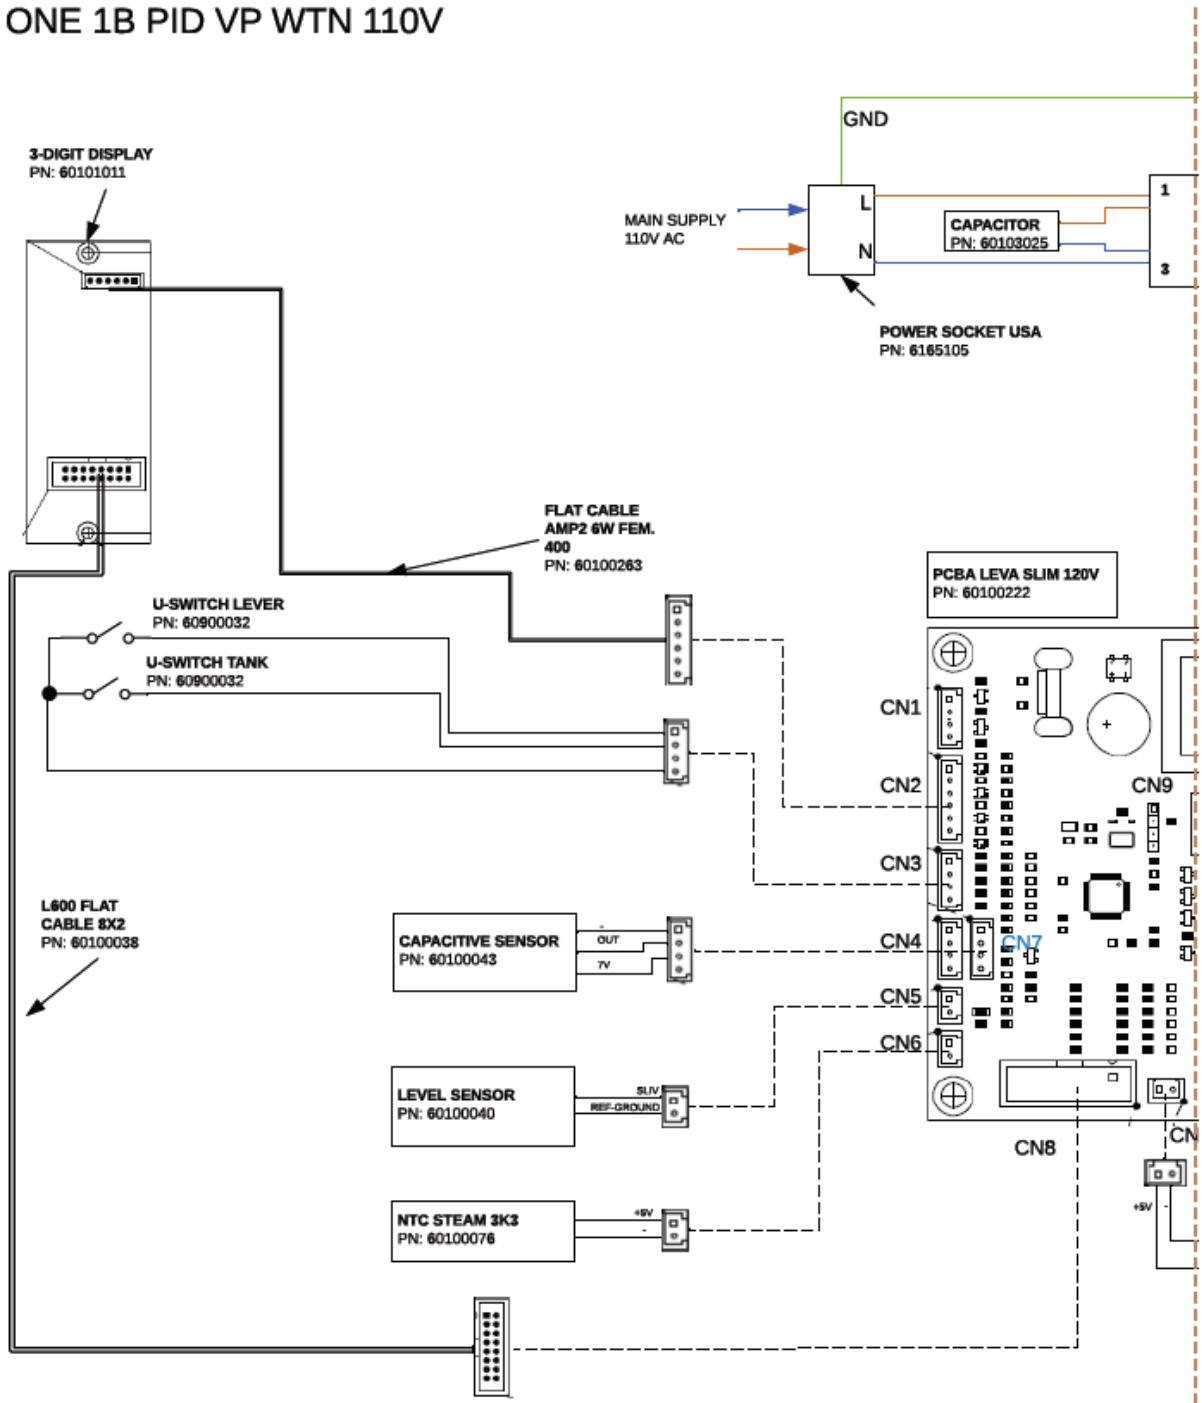 ONE 1B PID VP WTN 110V
GND
3-DIGIT DISPLAY
PN: 60101011
MAIN SUPPLY
110V AC
L
N
CAPACITOR
PN: 60103025
1
3
POWER SOCKET USA
PN: 6165105
FLAT CABLE
AMP2 6W FEM.
400
PN: 60100263
PCBA LEVA SLIM 120V
PN: 60100222
U-SWITCH LEVER
PN: 60900032
U-SWITCH TANK
PN: 60900032
CN1
CN2
CN9
CN3
L600 FLAT
CABLE 8X2
PN: 60100038
CAPACITIVE SENSOR
PN: 60100043
-
OUT
7V
CN4
CN7
CN5
CN6
LEVEL SENSOR
PN: 60100040
SLIV
REF-GROUND
CN8
CN
+5V
-
NTC STEAM 3K3
PN: 60100076
+5V
-